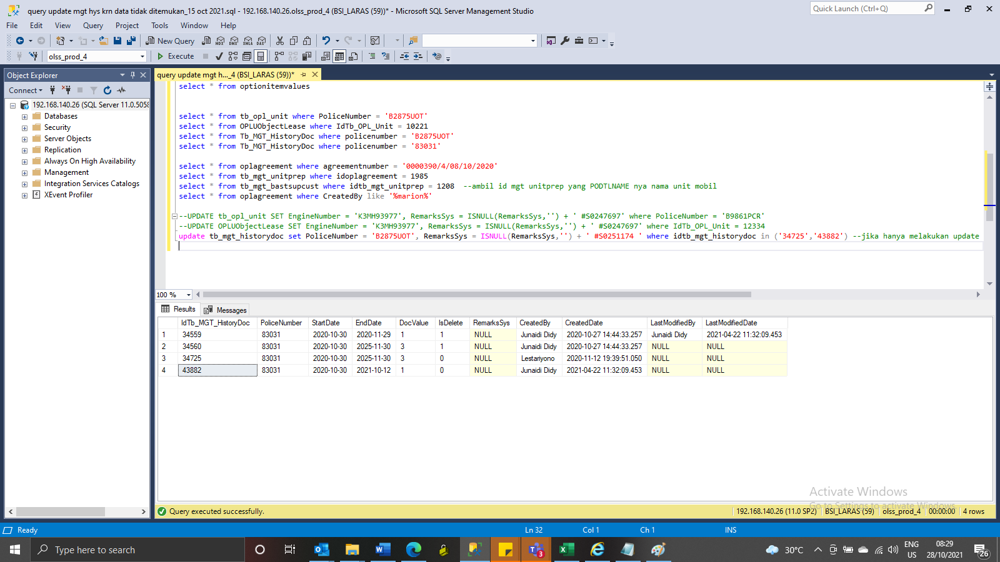 query update mgt hys krn data tidak ditemukan_15 oct 2021.sql - 192.168.140.26.olss_prod_4 (BSI_LARAS (59))* - Microsoft SQL Server Management Studio
Quick Launch (Ctrl+Q)
File Edit View Query Project Tools Window Help
New Query
MDX DMX XMLA DAX
olss_prod_4
Execute
Object Explorer
query update mgt h..._4 (BSI_LARAS (59))*
Connect
192.168.140.26 (SQL Server 11.0.5058
Databases
Security
Server Objects
Replication
Always On High Availability
Management
Integration Services Catalogs
XEvent Profiler
select * from optionitemvalues
select * from tb_opl_unit where PoliceNumber = 'B2875UOT'
select * from OPLUObjectLease where IdTb_OPL_Unit = 10221
select * from Tb_MGT_HistoryDoc where policenumber = 'B2875UOT'
select * from Tb_MGT_HistoryDoc where policenumber = '83031'
select * from oplagreement where agreementnumber = '0000390/4/08/10/2020'
select * from tb_mgt_unitprep where idoplagreement = 1985
select * from tb_mgt_bastsupcust where idtb_mgt_unitprep = 1208 --ambil id mgt unitprep yang PODTLNAME nya nama unit mobil
select * from oplagreement where CreatedBy like '%marion%'
--UPDATE tb_opl_unit SET EngineNumber = 'K3MH93977', RemarksSys = ISNULL(RemarksSys,'') + ' #S0247697' where PoliceNumber = 'B9861PCR'
--UPDATE OPLUObjectLease SET EngineNumber = 'K3MH93977', RemarksSys = ISNULL(RemarksSys,'') + ' #S0247697' where IdTb_OPL_Unit = 12334
update tb_mgt_historydoc set PoliceNumber = 'B2875UOT', RemarksSys = ISNULL(RemarksSys,'') + ' #S0251174 ' where idtb_mgt_historydoc in ('34725','43882') --jika hanya melakukan update
100 %
Results Messages
IdTb_MGT_HistoryDoc PoliceNumber StartDate EndDate DocValue IsDelete RemarksSys CreatedBy CreatedDate LastModifiedBy LastModifiedDate
1 34559 83031 2020-10-30 2020-11-29 1 1 NULL Junaidi Didy 2020-10-27 14:44:33.257 Junaidi Didy 2021-04-22 11:32:09.453
2 34560 83031 2020-10-30 2025-11-30 3 1 NULL Junaidi Didy 2020-10-27 14:44:33.257 NULL NULL
3 34725 83031 2020-10-30 2025-11-30 3 0 NULL Lestariyono 2020-11-12 19:39:51.050 NULL NULL
4 43882 83031 2020-10-30 2021-10-12 1 0 NULL Junaidi Didy 2021-04-22 11:32:09.453 NULL NULL
Activate Windows
Go to Settings to activate Windows.
Query executed successfully.
192.168.140.26 (11.0 SP2) BSI_LARAS (59) olss_prod_4 00:00:00 4 rows
Ready Ln 32 Col 1 Ch 1 INS
Type here to search
3
30°C
ENG
US
08:29
28/10/2021
26